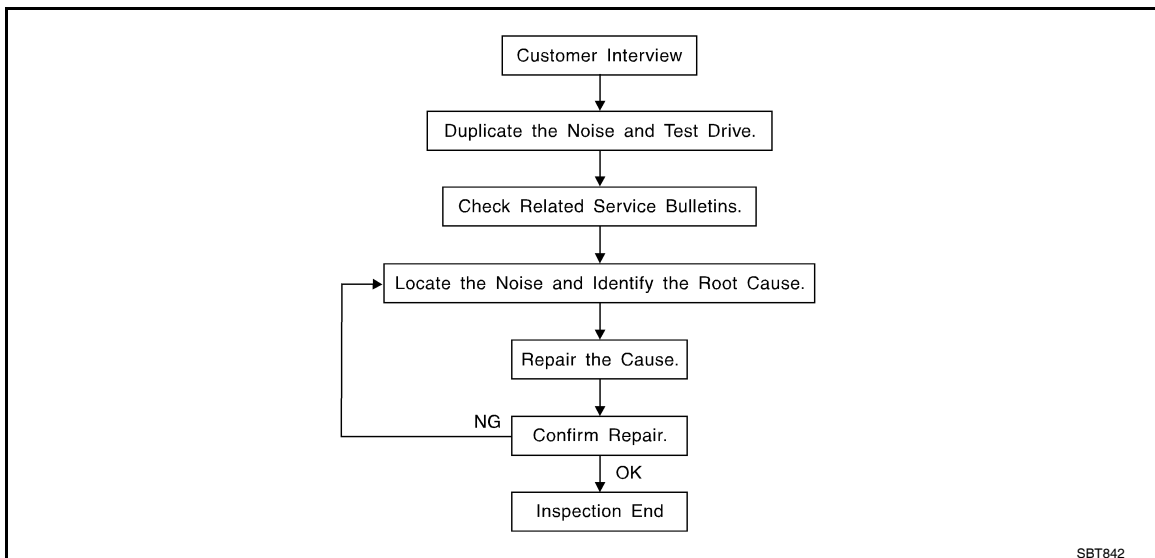 Customer Interview
Duplicate the Noise and Test Drive.
Check Related Service Bulletins.
Locate the Noise and Identify the Root Cause.
Repair the Cause.
NG
Confirm Repair.
OK
Inspection End
SBT842